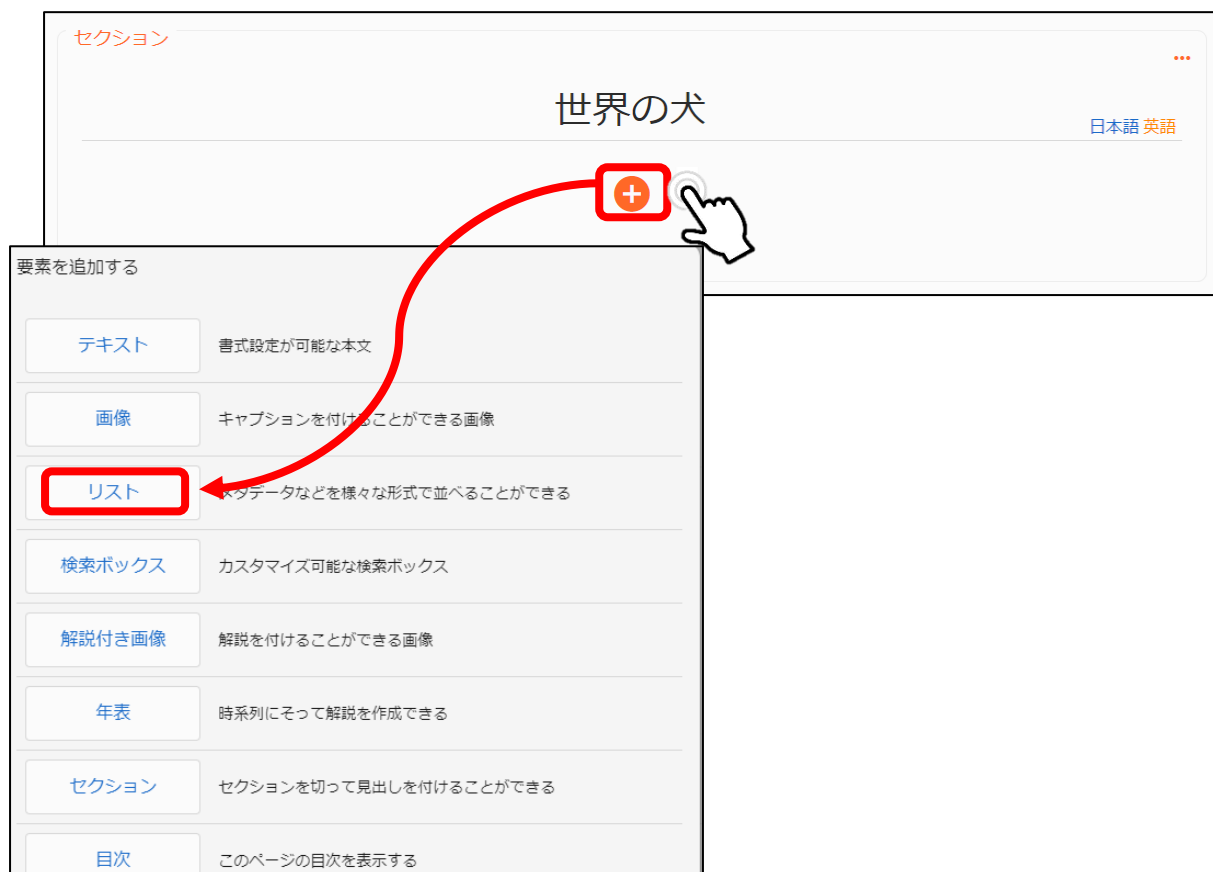 セクション
•••
世界の犬
日本語 英語
要素を追加する
テキスト 書式設定が可能な本文
画像 キャプションを付けることができる画像
リスト メタデータなどを様々な形式で並べることができる
検索ボックス カスタマイズ可能な検索ボックス
解説付き画像 解説を付けることができる画像
年表 時系列にそって解説を作成できる
セクション セクションを切って見出しを付けることができる
目次 このページの目次を表示する